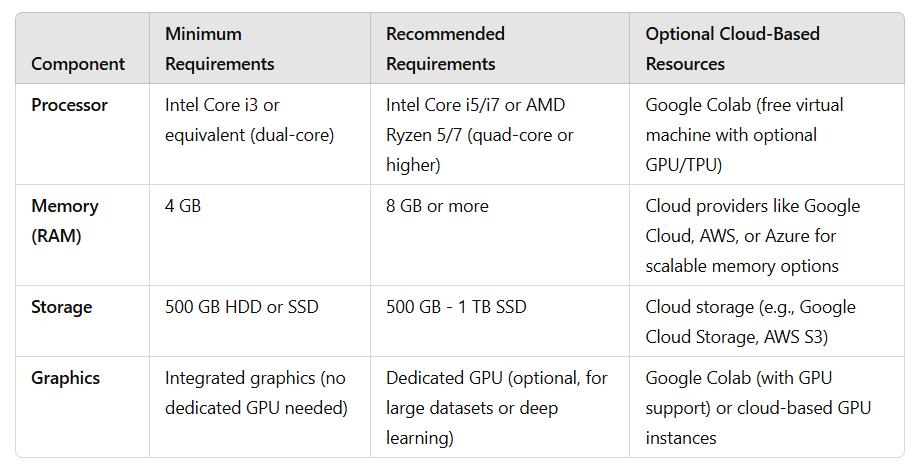 Component
Minimum
Requirements
Recommended
Requirements
Optional Cloud-Based
Resources
Processor
Intel Core i3 or
equivalent (dual-core)
Intel Core i5/i7 or AMD
Ryzen 5/7 (quad-core or
higher)
Google Colab (free virtual
machine with optional
GPU/TPU)
Memory
(RAM)
4 GB
8 GB or more
Cloud providers like Google
Cloud, AWS, or Azure for
scalable memory options
Storage
500 GB HDD or SSD
500 GB - 1 TB SSD
Cloud storage (e.g., Google
Cloud Storage, AWS S3)
Graphics
Integrated graphics (no
dedicated GPU needed)
Dedicated GPU (optional, for
large datasets or deep
learning)
Google Colab (with GPU
support) or cloud-based GPU
instances